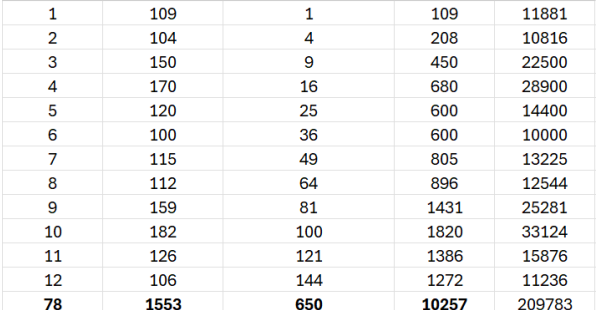 1 109 1 109 11881
2 104 4 208 10816
3 150 9 450 22500
4 170 16 680 28900
5 120 25 600 14400
6 100 36 600 10000
7 115 49 805 13225
8 112 64 896 12544
9 159 81 1431 25281
10 182 100 1820 33124
11 126 121 1386 15876
12 106 144 1272 11236
78 1553 650 10257 209783